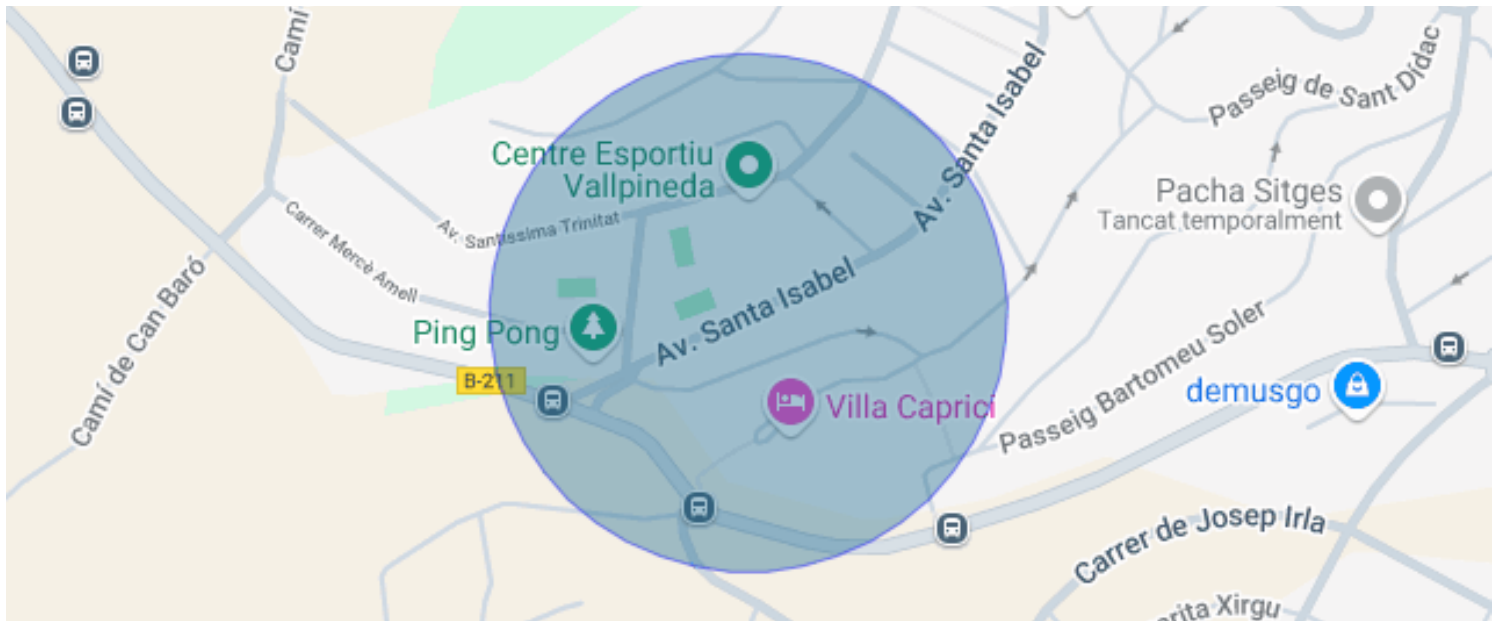 Camí
Av. Santa Isabel
Passeig de Sant Dídac
Centre Esportiu
Vallpineda
Pacha Sitges
Tancat temporalment
Av. Santíssima Trinitat
Carrer Mercè Amell
Camí de Can Baró
Av. Santa Isabel
Ping Pong
B-211
Villa Caprici
Passeig Bartomeu Soler
demusgo
Carrer de Josep Irla
arita Xirgu